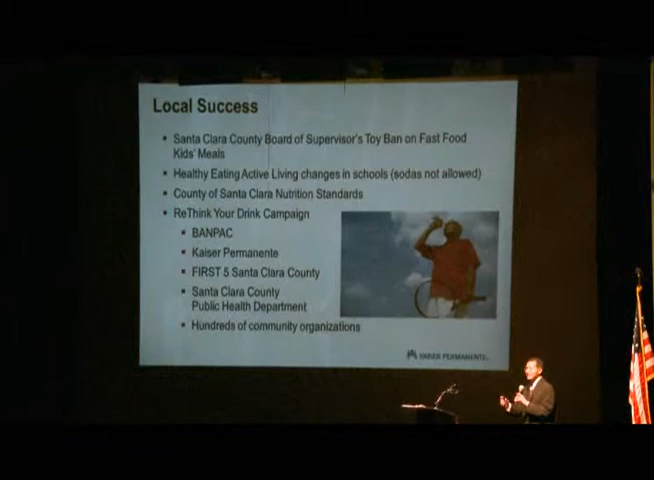 Local Success
▪ Santa Clara County Board of Supervisor's Toy Ban on Fast Food
Kids' Meals
▪ Healthy Eating Active Living changes in schools (sodas not allowed)
▪ County of Santa Clara Nutrition Standards
▪ ReThink Your Drink Campaign
▪ BANPAC
▪ Kaiser Permanente
▪ FIRST 5 Santa Clara County
▪ Santa Clara County
Public Health Department
▪ Hundreds of community organizations
KAISER PERMANENTE.